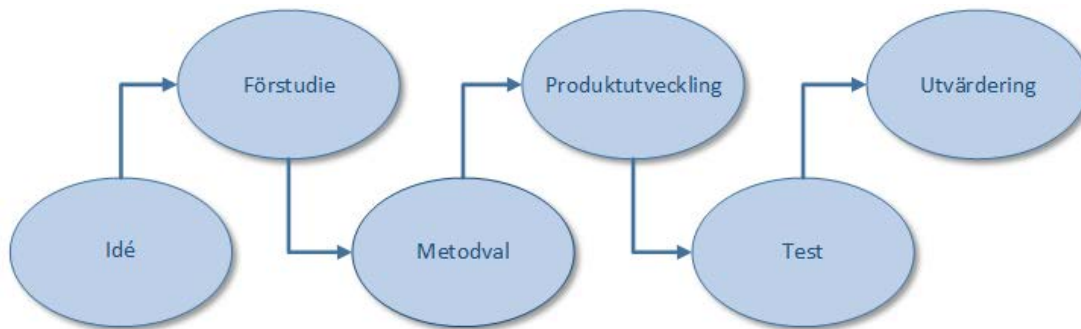 Idé
Förstudie
Metodval
Produktutveckling
Test
Utvärdering